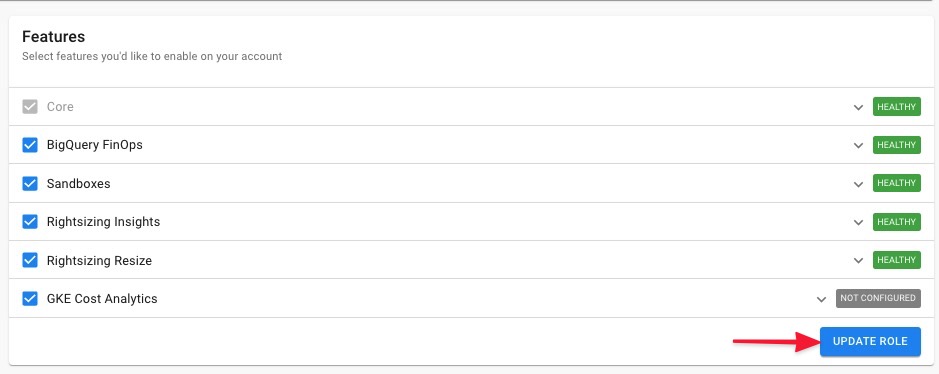 Features
Select features you'd like to enable on your account
Core HEALTHY
BigQuery FinOps HEALTHY
Sandboxes HEALTHY
Rightsizing Insights HEALTHY
Rightsizing Resize HEALTHY
GKE Cost Analytics NOT CONFIGURED
UPDATE ROLE